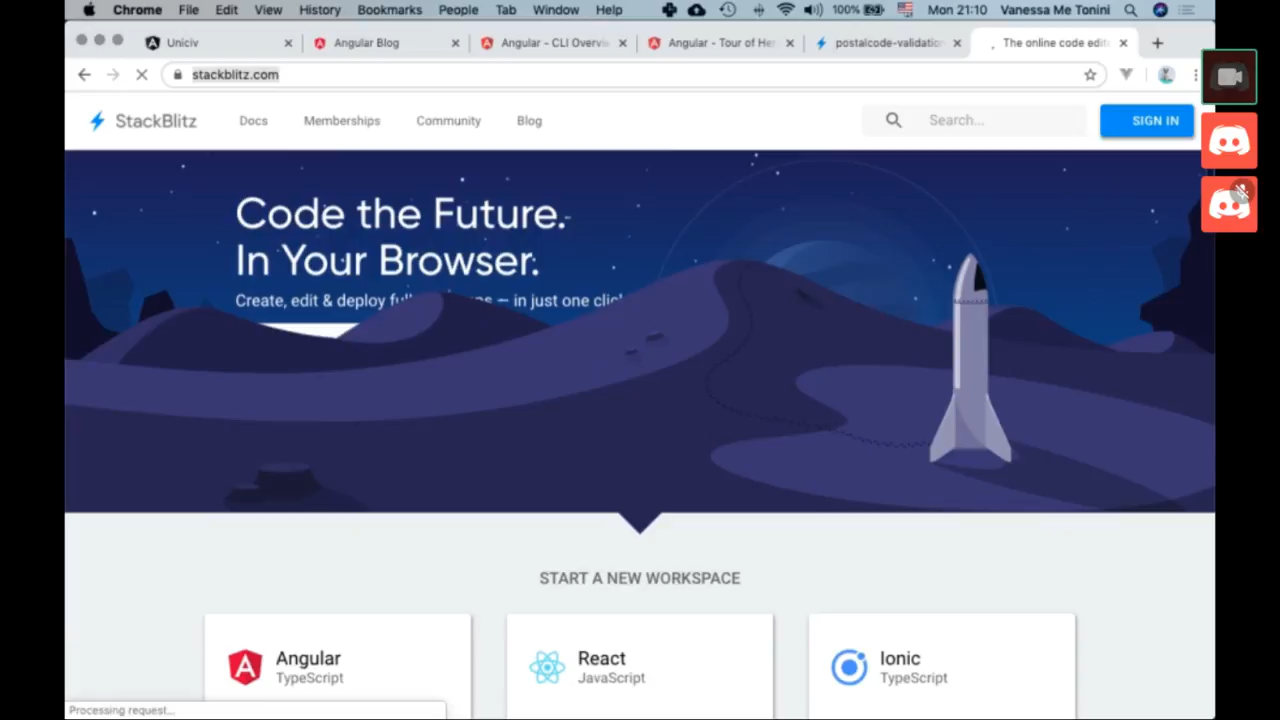 Chrome File Edit View History Bookmarks People Tab Window Help 100% Mon 21:10 Vanessa Me Tonini
Uniciv Angular Blog Angular - CLI Overvi Angular - Tour of He postalcode-validation The online code edit
stackblitz.com
StackBlitz Docs Memberships Community Blog Search... SIGN IN
Code the Future.
In Your Browser.
Create, edit & deploy — in just one clic
START A NEW WORKSPACE
Angular React Ionic
TypeScript JavaScript TypeScript
Processing request...